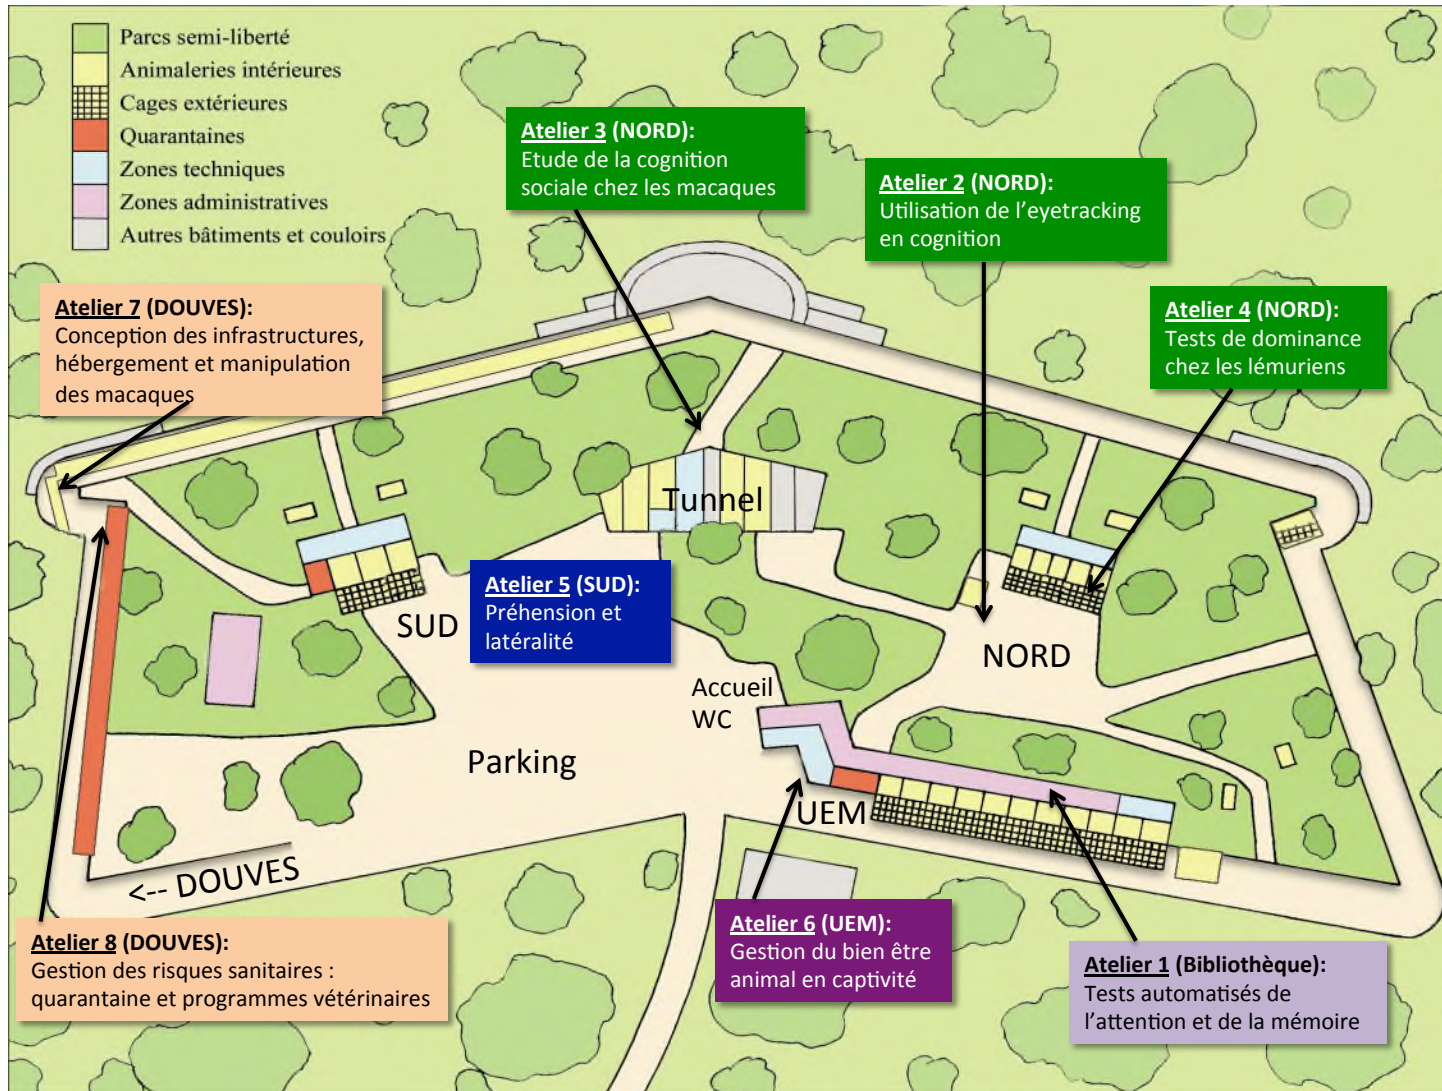 Parcs semi-liberté
Animaleries intérieures
Cages extérieures
Quarantaines
Zones techniques
Zones administratives
Autres bâtiments et couloirs
Atelier 3 (NORD):
Etude de la cognition
sociale chez les macaques
Atelier 2 (NORD):
Utilisation de l’eyetracking
en cognition
Atelier 7 (DOUVES):
Conception des infrastructures,
hébergement et manipulation
des macaques
Atelier 4 (NORD):
Tests de dominance
chez les lémuriens
Tunnel
Atelier 5 (SUD):
Préhension et
latéralité
SUD
NORD
Accueil
WC
Parking
UEM
<-- DOUVES
Atelier 8 (DOUVES):
Gestion des risques sanitaires :
quarantaine et programmes vétérinaires
Atelier 6 (UEM):
Gestion du bien être
animal en captivité
Atelier 1 (Bibliothèque):
Tests automatisés de
l’attention et de la mémoire